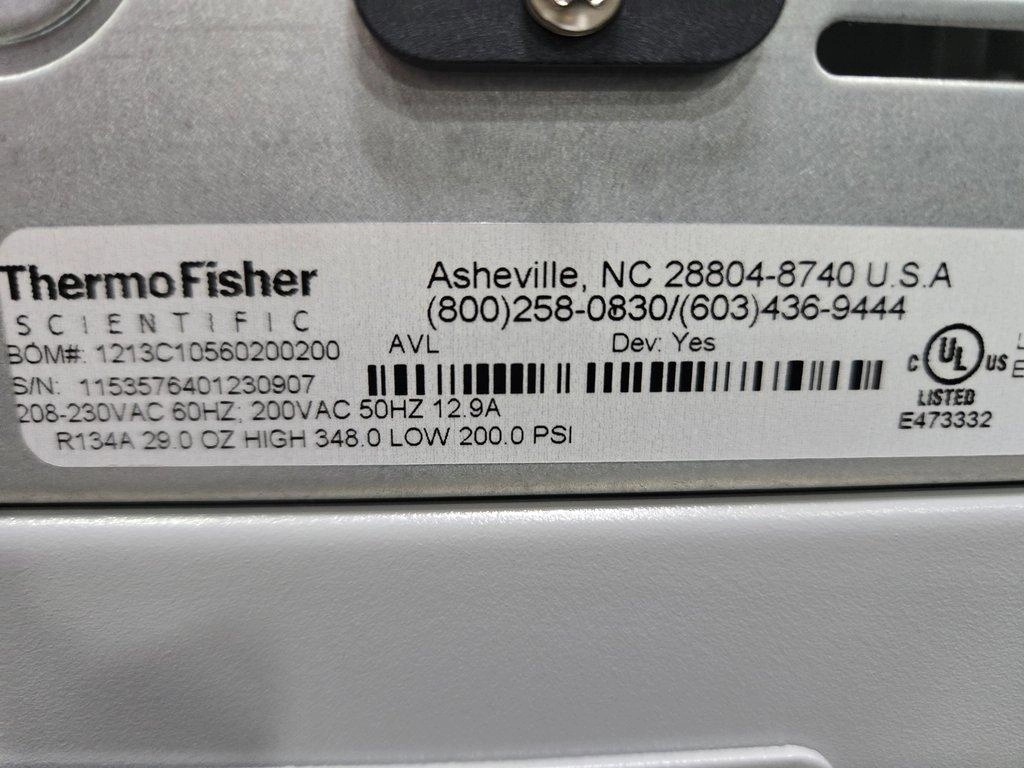 ThermoFisher
SCIENTIFIC
Asheville, NC 28804-8740 U.S.A
(800)258-0830/(603)436-9444
BOM#: 1213C10560200200
AVL Dev: Yes
S/N: 1153576401230907
208-230VAC 60HZ; 200VAC 50HZ 12.9A
R134A 29.0 OZ HIGH 348.0 LOW 200.0 PSI
C UL US
LISTED
E473332